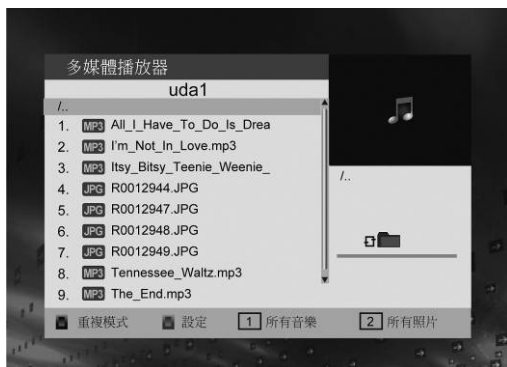 多媒體播放器
uda1
/..
1. MP3 All_I_Have_To_Do_Is_Drea
2. MP3 I'm_Not_In_Love.mp3
3. MP3 Itsy_Bitsy_Teenie_Weenie_
4. JPG R0012944.JPG
5. JPG R0012947.JPG
6. JPG R0012948.JPG
7. JPG R0012949.JPG
8. MP3 Tennessee_Waltz.mp3
9. MP3 The_End.mp3
/..
重複模式 設定 1 所有音樂 2 所有照片